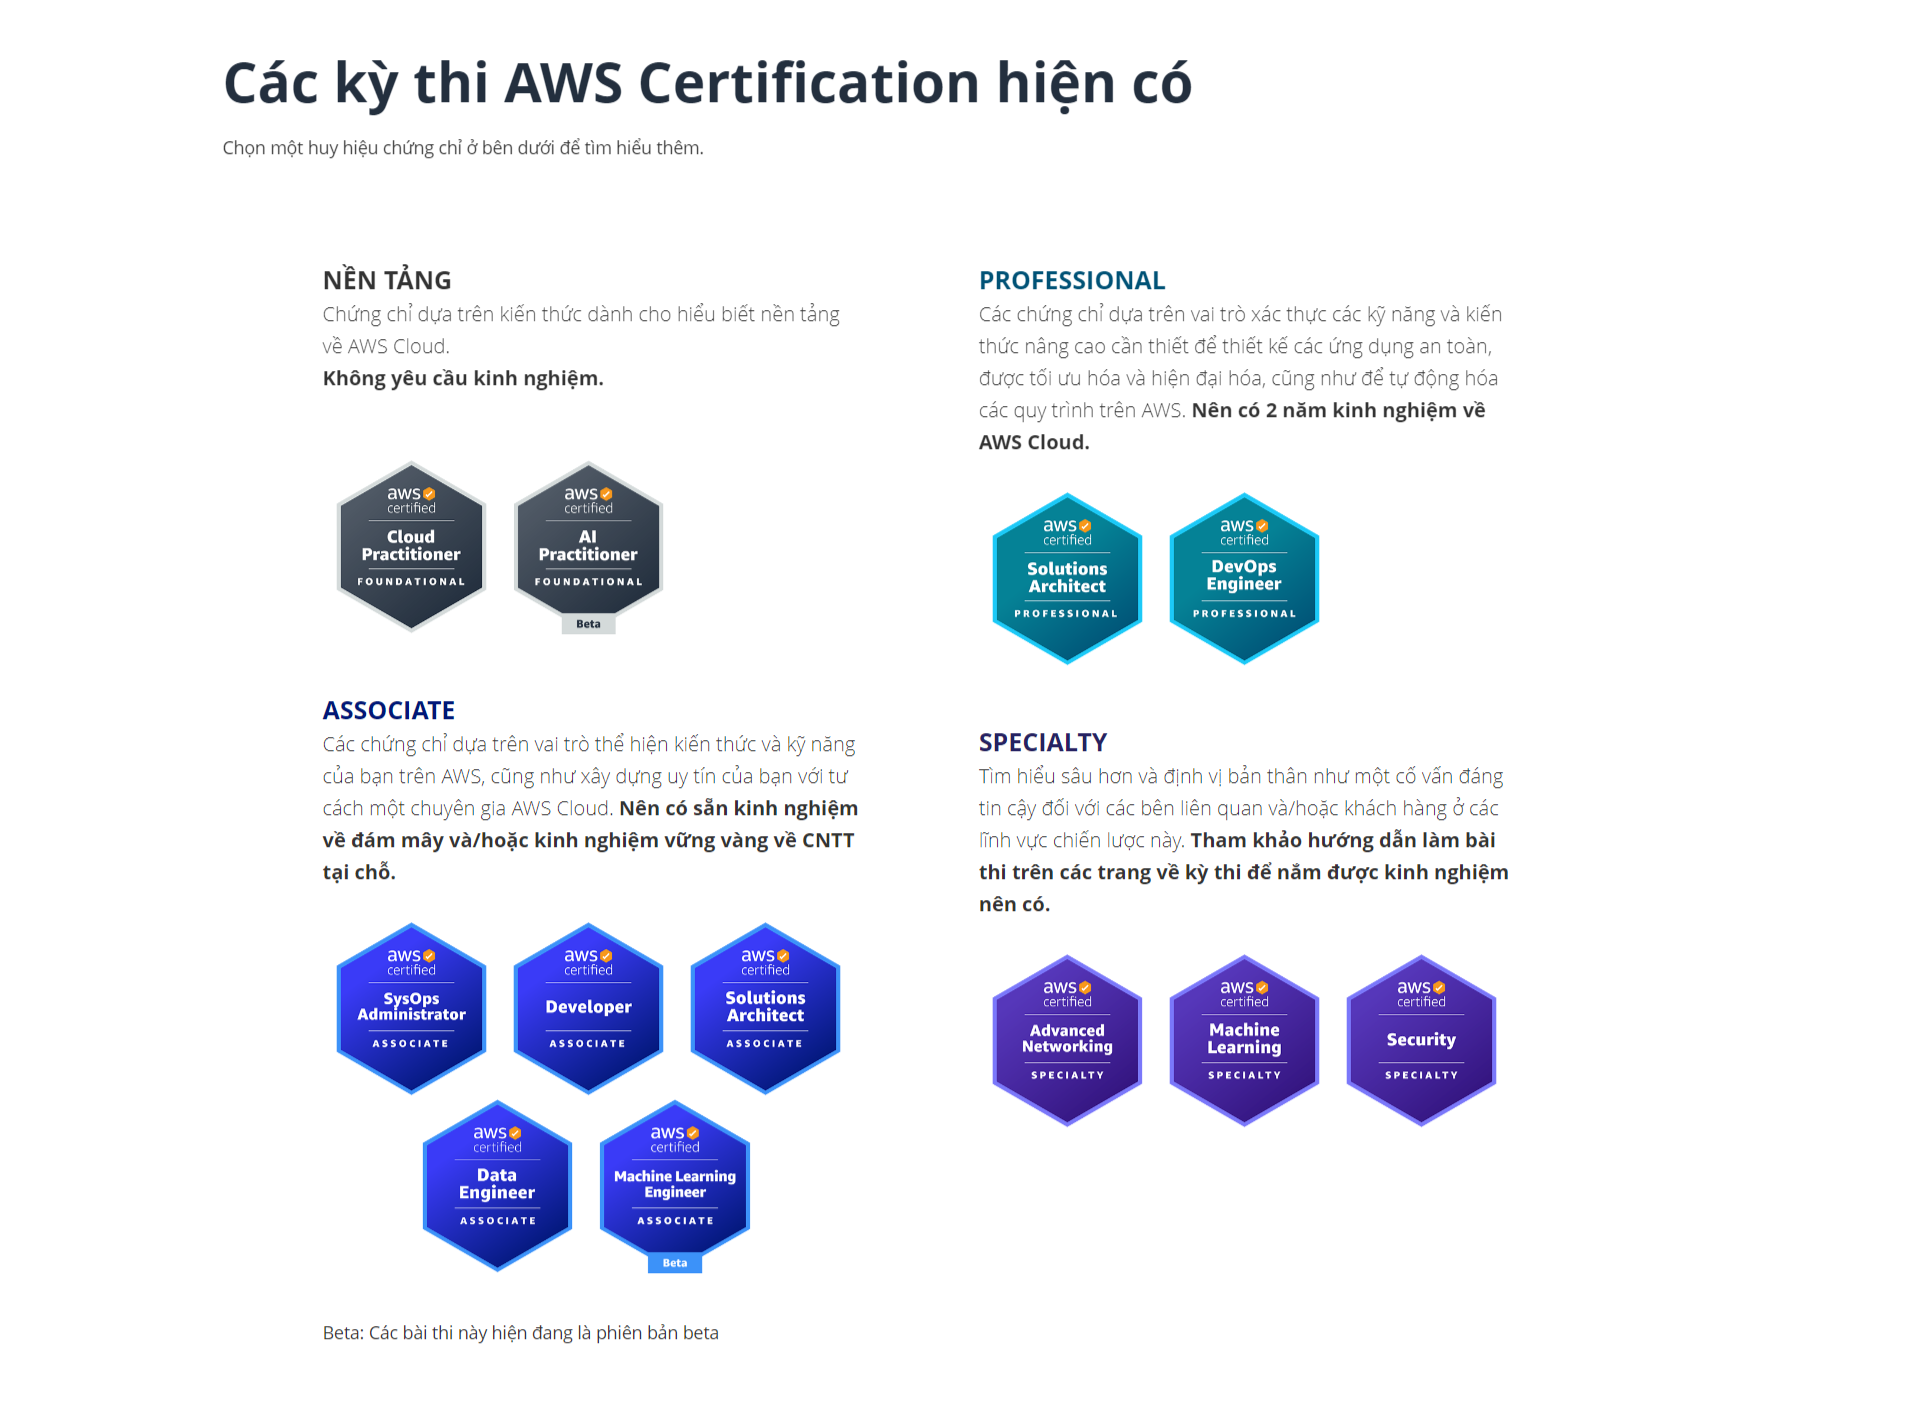 Các kỳ thi AWS Certification hiện có
Chọn một huy hiệu chứng chỉ ở bên dưới để tìm hiểu thêm.
NỀN TẢNG
Chứng chỉ dựa trên kiến thức dành cho hiểu biết nền tảng
về AWS Cloud.
Không yêu cầu kinh nghiệm.
aws
certified
Cloud
Practitioner
FOUNDATIONAL
aws
certified
AI
Practitioner
FOUNDATIONAL
Beta
ASSOCIATE
Các chứng chỉ dựa trên vai trò thể hiện kiến thức và kỹ năng
của bạn trên AWS, cũng như xây dựng uy tín của bạn với tư
cách một chuyên gia AWS Cloud. Nên có sẵn kinh nghiệm
về đám mây và/hoặc kinh nghiệm vững vàng về CNTT
tại chỗ.
aws
certified
SysOps
Administrator
ASSOCIATE
aws
certified
Developer
ASSOCIATE
aws
certified
Solutions
Architect
ASSOCIATE
aws
certified
Data
Engineer
ASSOCIATE
aws
certified
Machine Learning
Engineer
ASSOCIATE
Beta
Beta: Các bài thi này hiện đang là phiên bản beta
PROFESSIONAL
Các chứng chỉ dựa trên vai trò xác thực các kỹ năng và kiến
thức nâng cao cần thiết để thiết kế các ứng dụng an toàn,
được tối ưu hóa và hiện đại hóa, cũng như để tự động hóa
các quy trình trên AWS. Nên có 2 năm kinh nghiệm về
AWS Cloud.
aws
certified
Solutions
Architect
PROFESSIONAL
aws
certified
DevOps
Engineer
PROFESSIONAL
SPECIALTY
Tìm hiểu sâu hơn và định vị bản thân như một cố vấn đáng
tin cậy đối với các bên liên quan và/hoặc khách hàng ở các
lĩnh vực chiến lược này. Tham khảo hướng dẫn làm bài
thi trên các trang về kỳ thi để nắm được kinh nghiệm
nên có.
aws
certified
Advanced
Networking
SPECIALTY
aws
certified
Machine
Learning
SPECIALTY
aws
certified
Security
SPECIALTY